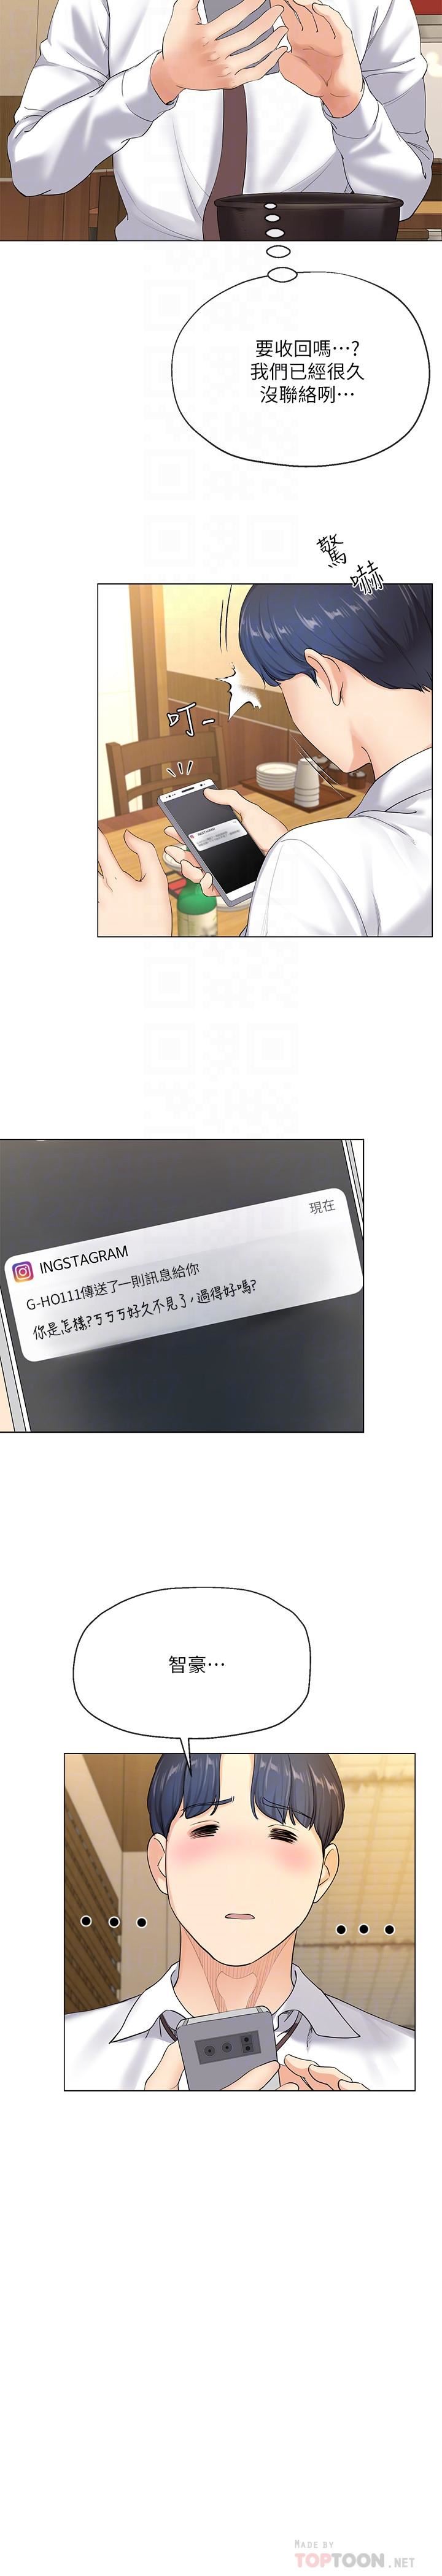 要收回嗎⋯?
我們已經很久
沒聯絡咧⋯
驚
嚇
叮-
INSTAGRAM
現在
INGSTAGRAM
G-HO111傳送了一則訊息給你
你是怎樣?ㄎㄎㄎ好久不見了，過得好嗎?
智豪⋯
MADE BY
TOPTOON.NET